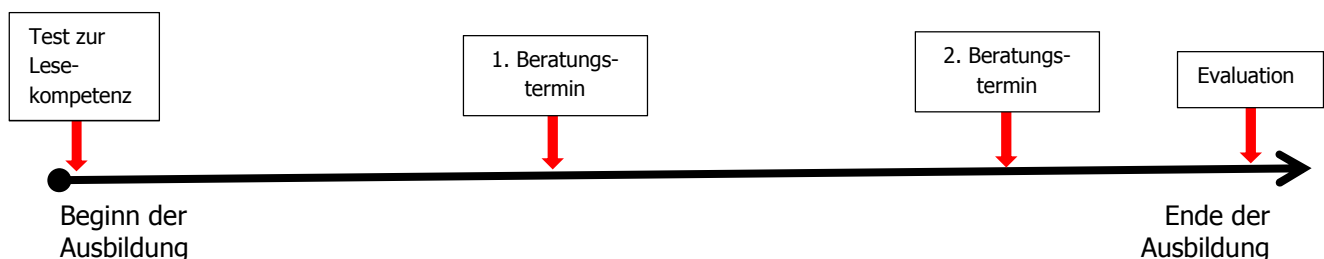 Test zur
Lese-
kompetenz
1. Beratungs-
termin
2. Beratungs-
termin
Evaluation
Beginn der
Ausbildung
Ende der
Ausbildung